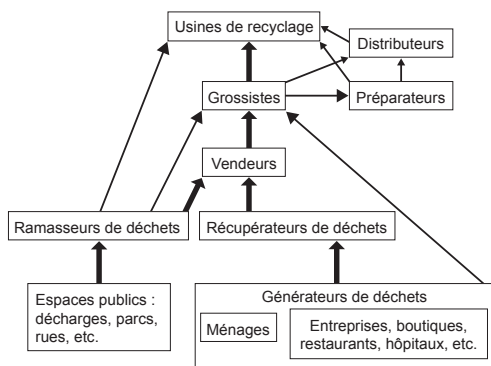 Usines de recyclage
Distributeurs
Grossistes
Préparateurs
Vendeurs
Ramasseurs de déchets
Récupérateurs de déchets
Espaces publics :
décharges, parcs,
rues, etc.
Générateurs de déchets
Ménages
Entreprises, boutiques,
restaurants, hôpitaux, etc.